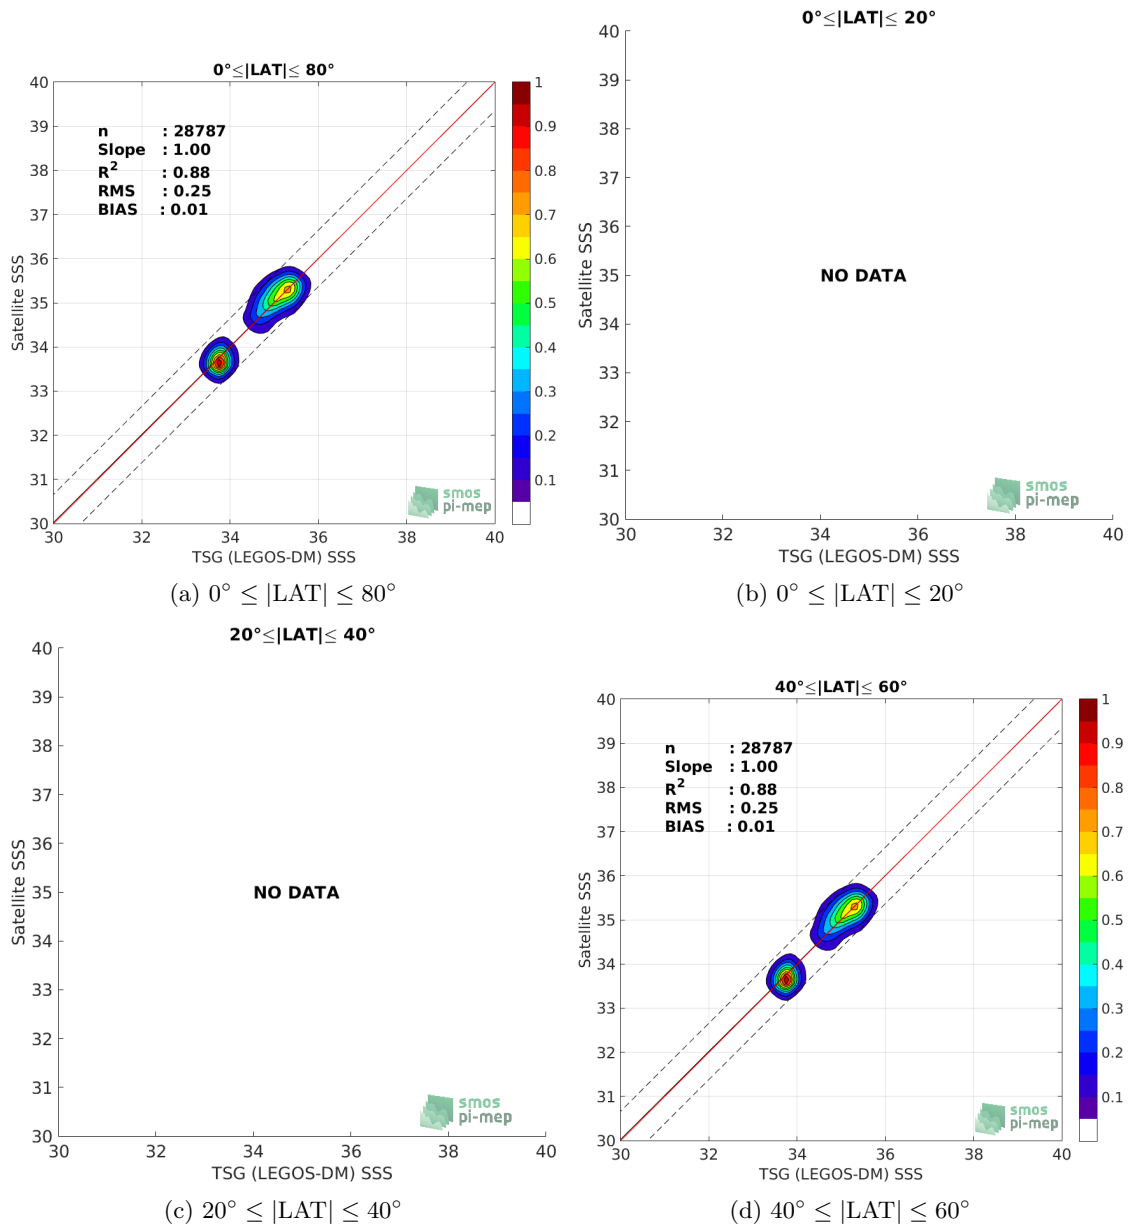 0°≤|LAT|≤ 80°
40
39
38
37
36
35
34
33
32
31
30
Satellite SSS
n : 28787
Slope : 1.00
R2 : 0.88
RMS : 0.25
BIAS : 0.01
smos
pi-mep
30 32 34 36 38 40
TSG (LEGOS-DM) SSS
1
0.9
0.8
0.7
0.6
0.5
0.4
0.3
0.2
0.1
(a) 0° ≤ |LAT| ≤ 80°
0°≤|LAT|≤ 20°
40
39
38
37
36
35
34
33
32
31
30
Satellite SSS
NO DATA
smos
pi-mep
30 32 34 36 38 40
TSG (LEGOS-DM) SSS
(b) 0° ≤ |LAT| ≤ 20°
20°≤|LAT|≤ 40°
40
39
38
37
36
35
34
33
32
31
30
Satellite SSS
NO DATA
smos
pi-mep
30 32 34 36 38 40
TSG (LEGOS-DM) SSS
(c) 20° ≤ |LAT| ≤ 40°
40°≤|LAT|≤ 60°
40
39
38
37
36
35
34
33
32
31
30
Satellite SSS
n : 28787
Slope : 1.00
R2 : 0.88
RMS : 0.25
BIAS : 0.01
smos
pi-mep
30 32 34 36 38 40
TSG (LEGOS-DM) SSS
1
0.9
0.8
0.7
0.6
0.5
0.4
0.3
0.2
0.1
(d) 40° ≤ |LAT| ≤ 60°